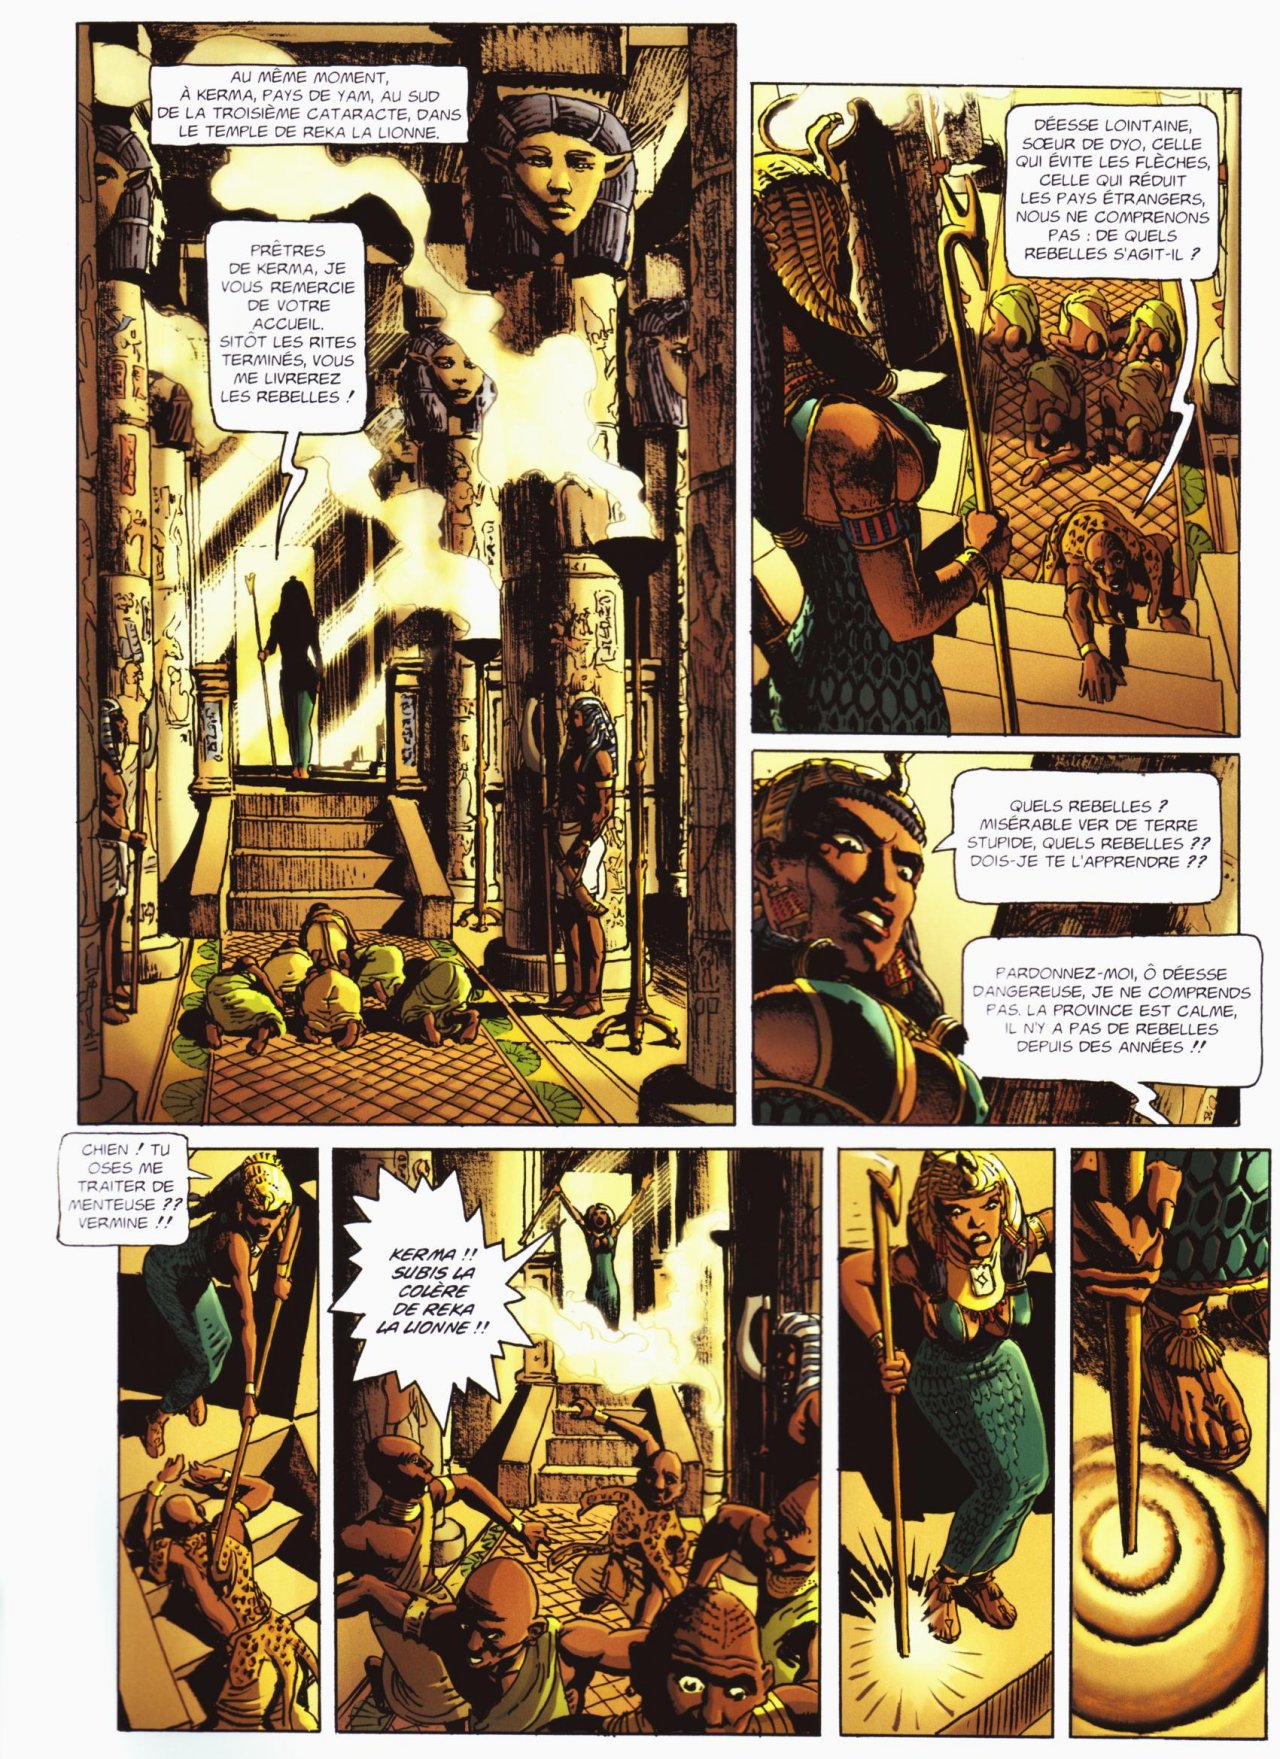 AU MÊME MOMENT,
À KERMA, PAYS DE YAM, AU SUD
DE LA TROISIÈME CATARACTE, DANS
LE TEMPLE DE REKA LA LIONNE.
PRÊTRES
DE KERMA, JE
VOUS REMERCIE
DE VOTRE
ACCUEIL.
SITÔT LES RITES
TERMINÉS, VOUS
ME LIVREREZ
LES REBELLES !
DÉESSE LOINTAINE,
SŒUR DE DYO, CELLE
QUI ÉVITE LES FLÈCHES,
CELLE QUI RÉDUIT
LES PAYS ÉTRANGERS,
NOUS NE COMPRENONS
PAS : DE QUELS
REBELLES S'AGIT-IL ?
QUELS REBELLES ?
MISÉRABLE VER DE TERRE
STUPIDE, QUELS REBELLES ??
DOIS-JE TE L'APPRENDRE ??
PARDONNEZ-MOI, Ô DÉESSE
DANGEREUSE, JE NE COMPRENDS
PAS. LA PROVINCE EST CALME,
IL N'Y A PAS DE REBELLES
DEPUIS DES ANNÉES !!
CHIEN ! TU
OSES ME
TRAITER DE
MENTEUSE ??
VERMINE !!
KERMA !!
SUBIS LA
COLÈRE
DE REKA
LA LIONNE !!